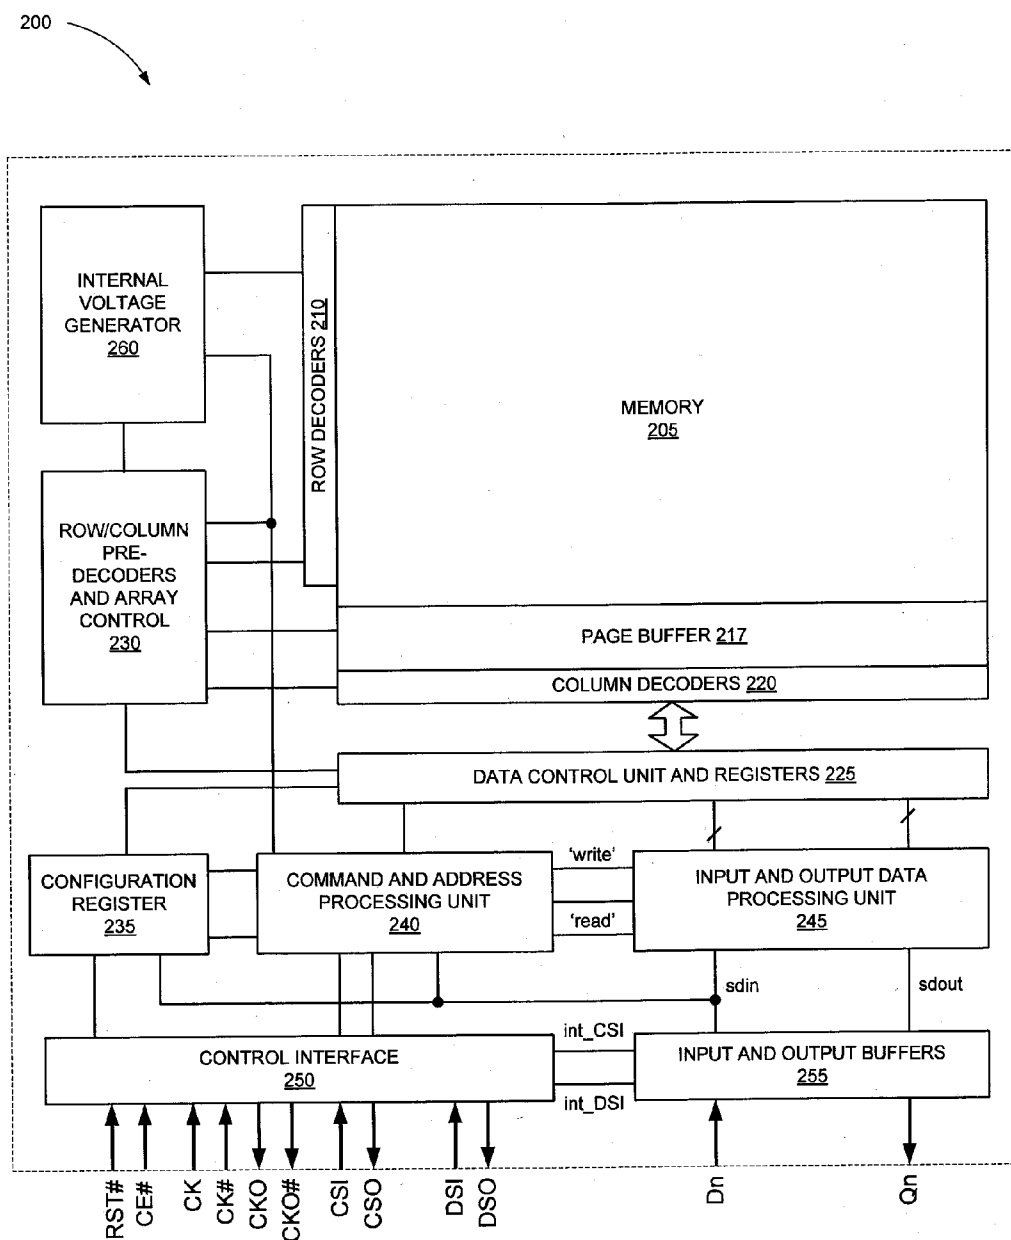 200
INTERNAL
VOLTAGE
GENERATOR
260
ROW DECODERS 210
MEMORY
205
ROW/COLUMN
PRE-
DECODERS
AND ARRAY
CONTROL
230
PAGE BUFFER 217
COLUMN DECODERS 220
DATA CONTROL UNIT AND REGISTERS 225
CONFIGURATION
REGISTER
235
COMMAND AND ADDRESS
PROCESSING UNIT
240
'write'
'read'
INPUT AND OUTPUT DATA
PROCESSING UNIT
245
sdin
sdout
CONTROL INTERFACE
250
int_CSI
int_DSI
INPUT AND OUTPUT BUFFERS
255
RST#
CE#
CK
CK#
CKO
CKO#
CSI
CSO
DSI
DSO
Dn
Qn